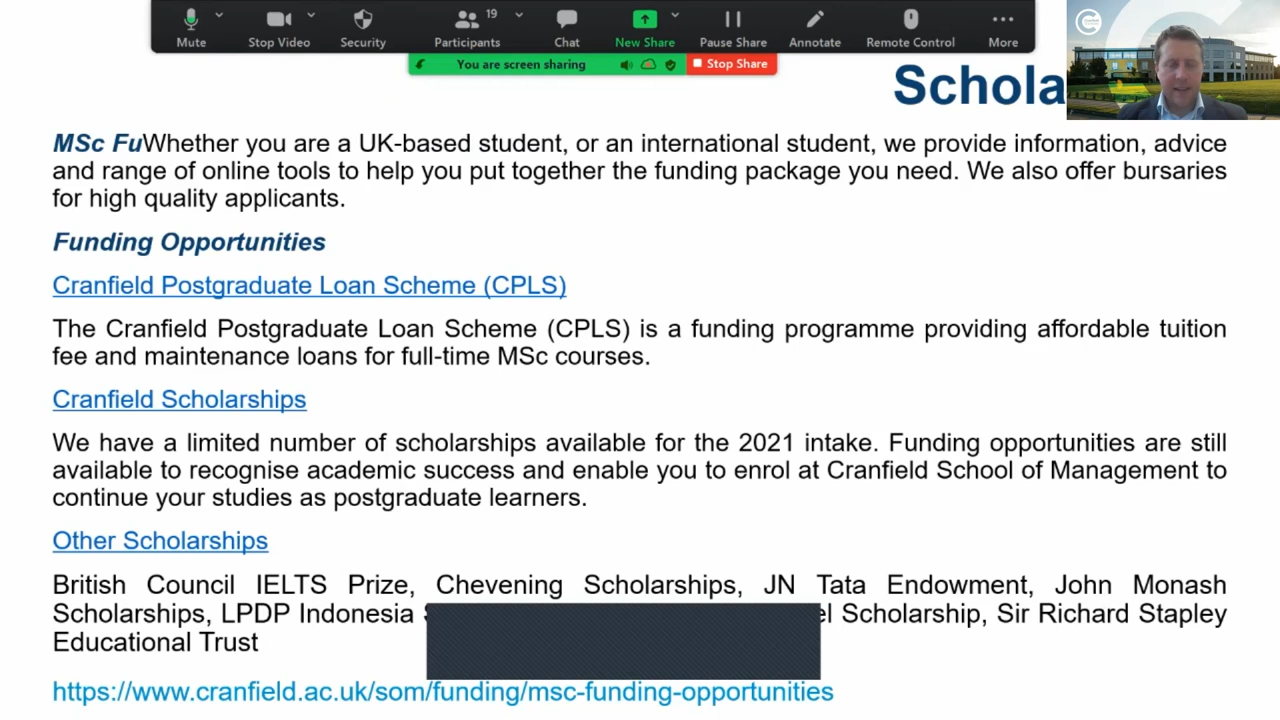 19
Mute
Stop Video
Security
Participants
Chat
New Share
Pause Share
Annotate
Remote Control
More
You are screen sharing
Stop Share
Cranfield
Schola
MSc FuWhether you are a UK-based student, or an international student, we provide information, advice
and range of online tools to help you put together the funding package you need. We also offer bursaries
for high quality applicants.
Funding Opportunities
Cranfield Postgraduate Loan Scheme (CPLS)
The Cranfield Postgraduate Loan Scheme (CPLS) is a funding programme providing affordable tuition
fee and maintenance loans for full-time MSc courses.
Cranfield Scholarships
We have a limited number of scholarships available for the 2021 intake. Funding opportunities are still
available to recognise academic success and enable you to enrol at Cranfield School of Management to
continue your studies as postgraduate learners.
Other Scholarships
British Council IELTS Prize, Chevening Scholarships, JN Tata Endowment, John Monash
Scholarships, LPDP Indonesia Scholarship, Sir Richard Stapley
Educational Trust
https://www.cranfield.ac.uk/som/funding/msc-funding-opportunities